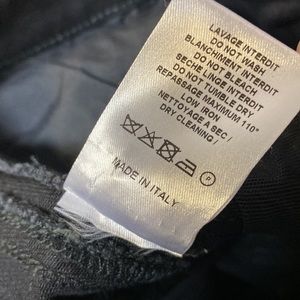 LAVAGE INTERDIT
DO NOT WASH
BLANCHIMENT INTERDIT
DO NOT BLEACH
SECHE LINGE INTERDIT
DO NOT TUMBLE DRY
REPASSAGE MAXIMUM 110°
LOW IRON
NETTOYAGE A SEC /
DRY CLEANING /
P
MADE IN ITALY